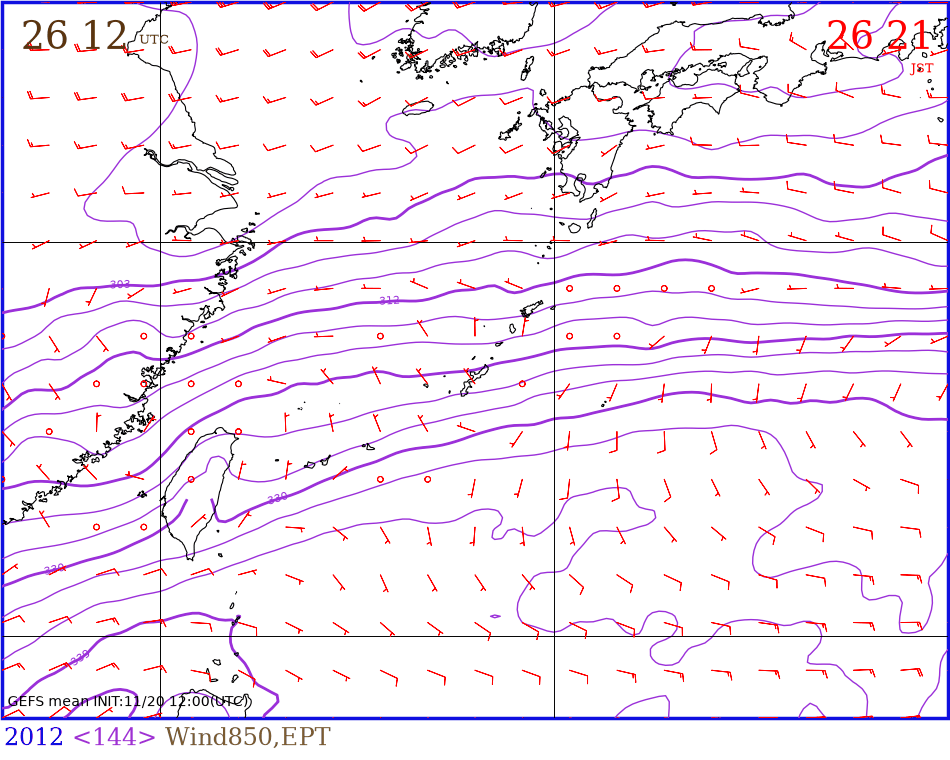 26 12 UTC
26 21 JST
303
312
330
330
339
GEFS mean INIT:11/20 12:00(UTC)
2012 <144> Wind850,EPT